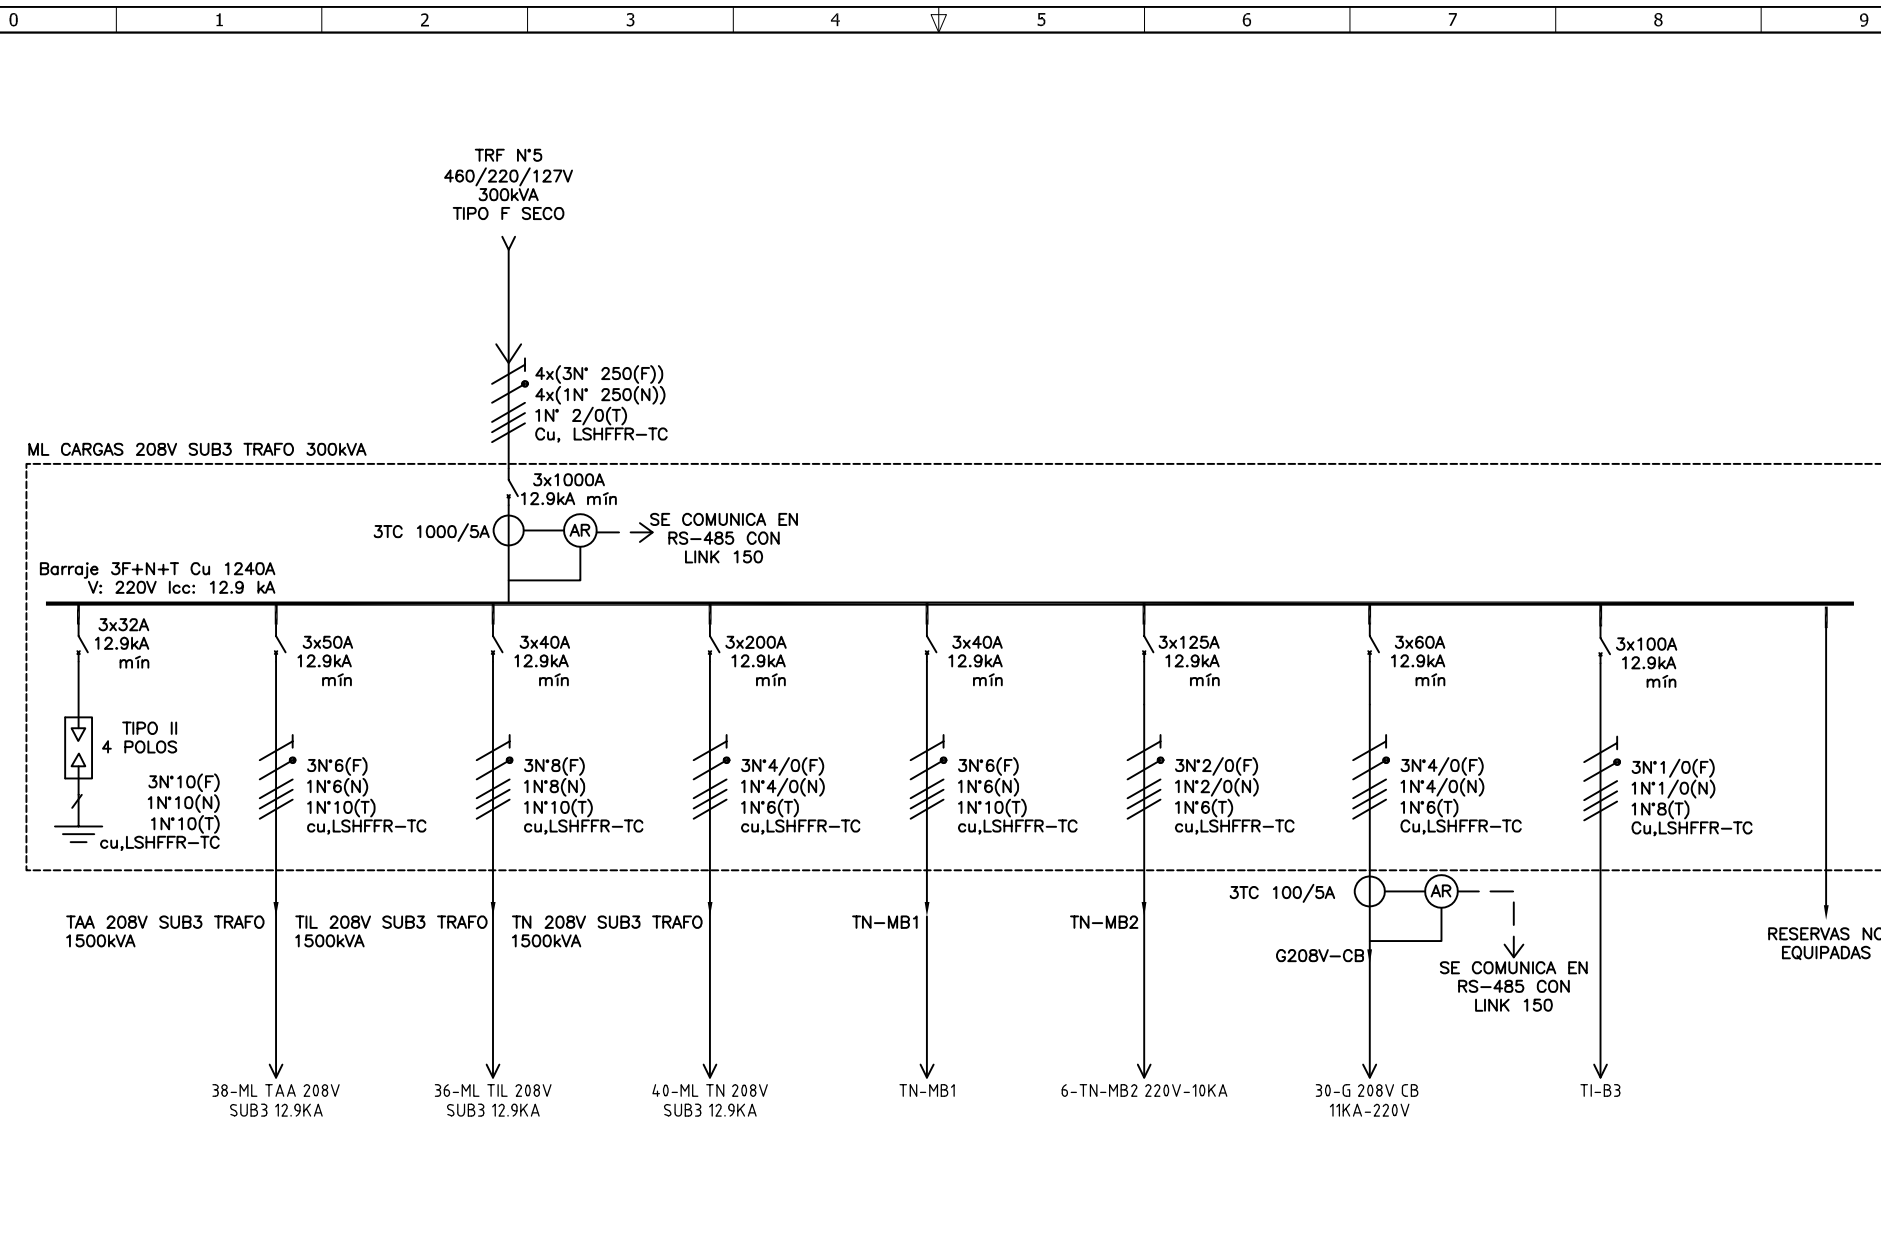 0 1 2 3 4 5 6 7 8 9
TRF N°5
460/220/127V
300kVA
TIPO F SECO
4x(3N° 250(F))
4x(1N° 250(N))
1N° 2/0(T)
Cu, LSHFFR-TC
ML CARGAS 208V SUB3 TRAFO 300kVA
3x1000A
12.9kA mín
3TC 1000/5A
AR
SE COMUNICA EN
RS-485 CON
LINK 150
Barraje 3F+N+T Cu 1240A
V: 220V Icc: 12.9 kA
3x32A
12.9kA
mín
TIPO II
4 POLOS
3N°10(F)
1N°10(N)
1N°10(T)
cu,LSHFFR-TC
3x50A
12.9kA
mín
3N°6(F)
1N°6(N)
1N°10(T)
cu,LSHFFR-TC
TAA 208V SUB3 TRAFO
1500kVA
38-ML TAA 208V
SUB3 12.9KA
3x40A
12.9kA
mín
3N°8(F)
1N°8(N)
1N°10(T)
cu,LSHFFR-TC
TIL 208V SUB3 TRAFO
1500kVA
36-ML TIL 208V
SUB3 12.9KA
3x200A
12.9kA
mín
3N°4/0(F)
1N°4/0(N)
1N°6(T)
cu,LSHFFR-TC
TN 208V SUB3 TRAFO
1500kVA
40-ML TN 208V
SUB3 12.9KA
3x40A
12.9kA
mín
3N°6(F)
1N°6(N)
1N°10(T)
cu,LSHFFR-TC
TN-MB1
TN-MB1
3x125A
12.9kA
mín
3N°2/0(F)
1N°2/0(N)
1N°6(T)
cu,LSHFFR-TC
TN-MB2
6-TN-MB2 220V-10KA
3x60A
12.9kA
mín
3N°4/0(F)
1N°4/0(N)
1N°6(T)
Cu,LSHFFR-TC
3TC 100/5A
AR
G208V-CB
SE COMUNICA EN
RS-485 CON
LINK 150
30-G 208V CB
11KA-220V
3x100A
12.9kA
mín
3N°1/0(F)
1N°1/0(N)
1N°8(T)
Cu,LSHFFR-TC
TI-B3
RESERVAS NO
EQUIPADAS